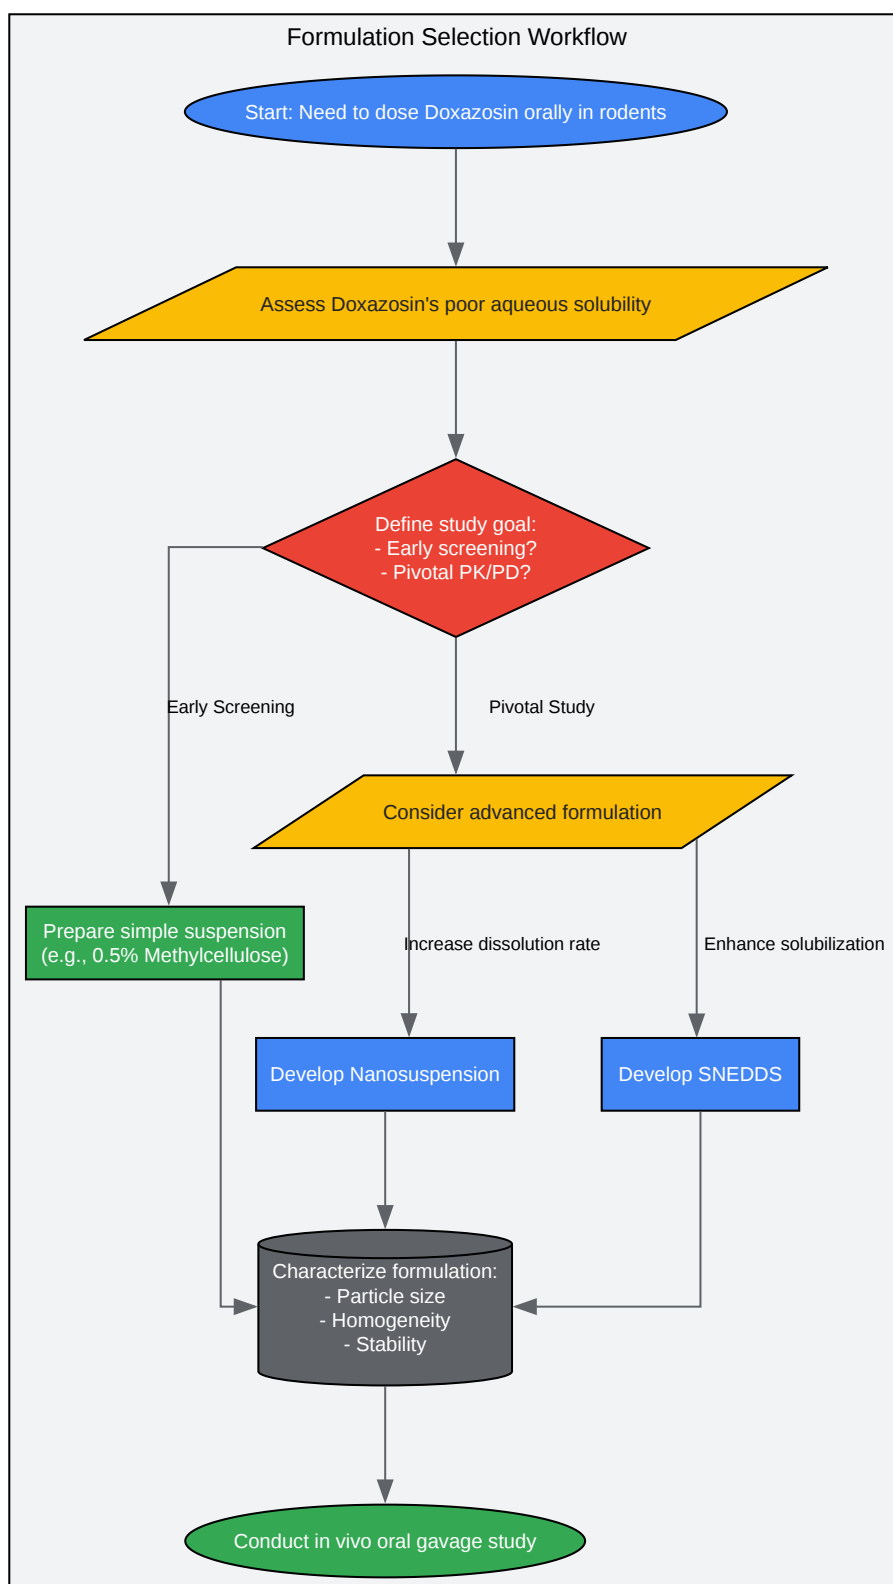 Formulation Selection Workflow
Start: Need to dose Doxazosin orally in rodents
Assess Doxazosin's poor aqueous solubility
Define study goal:
- Early screening?
- Pivotal PK/PD?
Early Screening
Pivotal Study
Consider advanced formulation
Prepare simple suspension
(e.g., 0.5% Methylcellulose)
Increase dissolution rate
Enhance solubilization
Develop Nanosuspension
Develop SNEDDS
Characterize formulation:
- Particle size
- Homogeneity
- Stability
Conduct in vivo oral gavage study